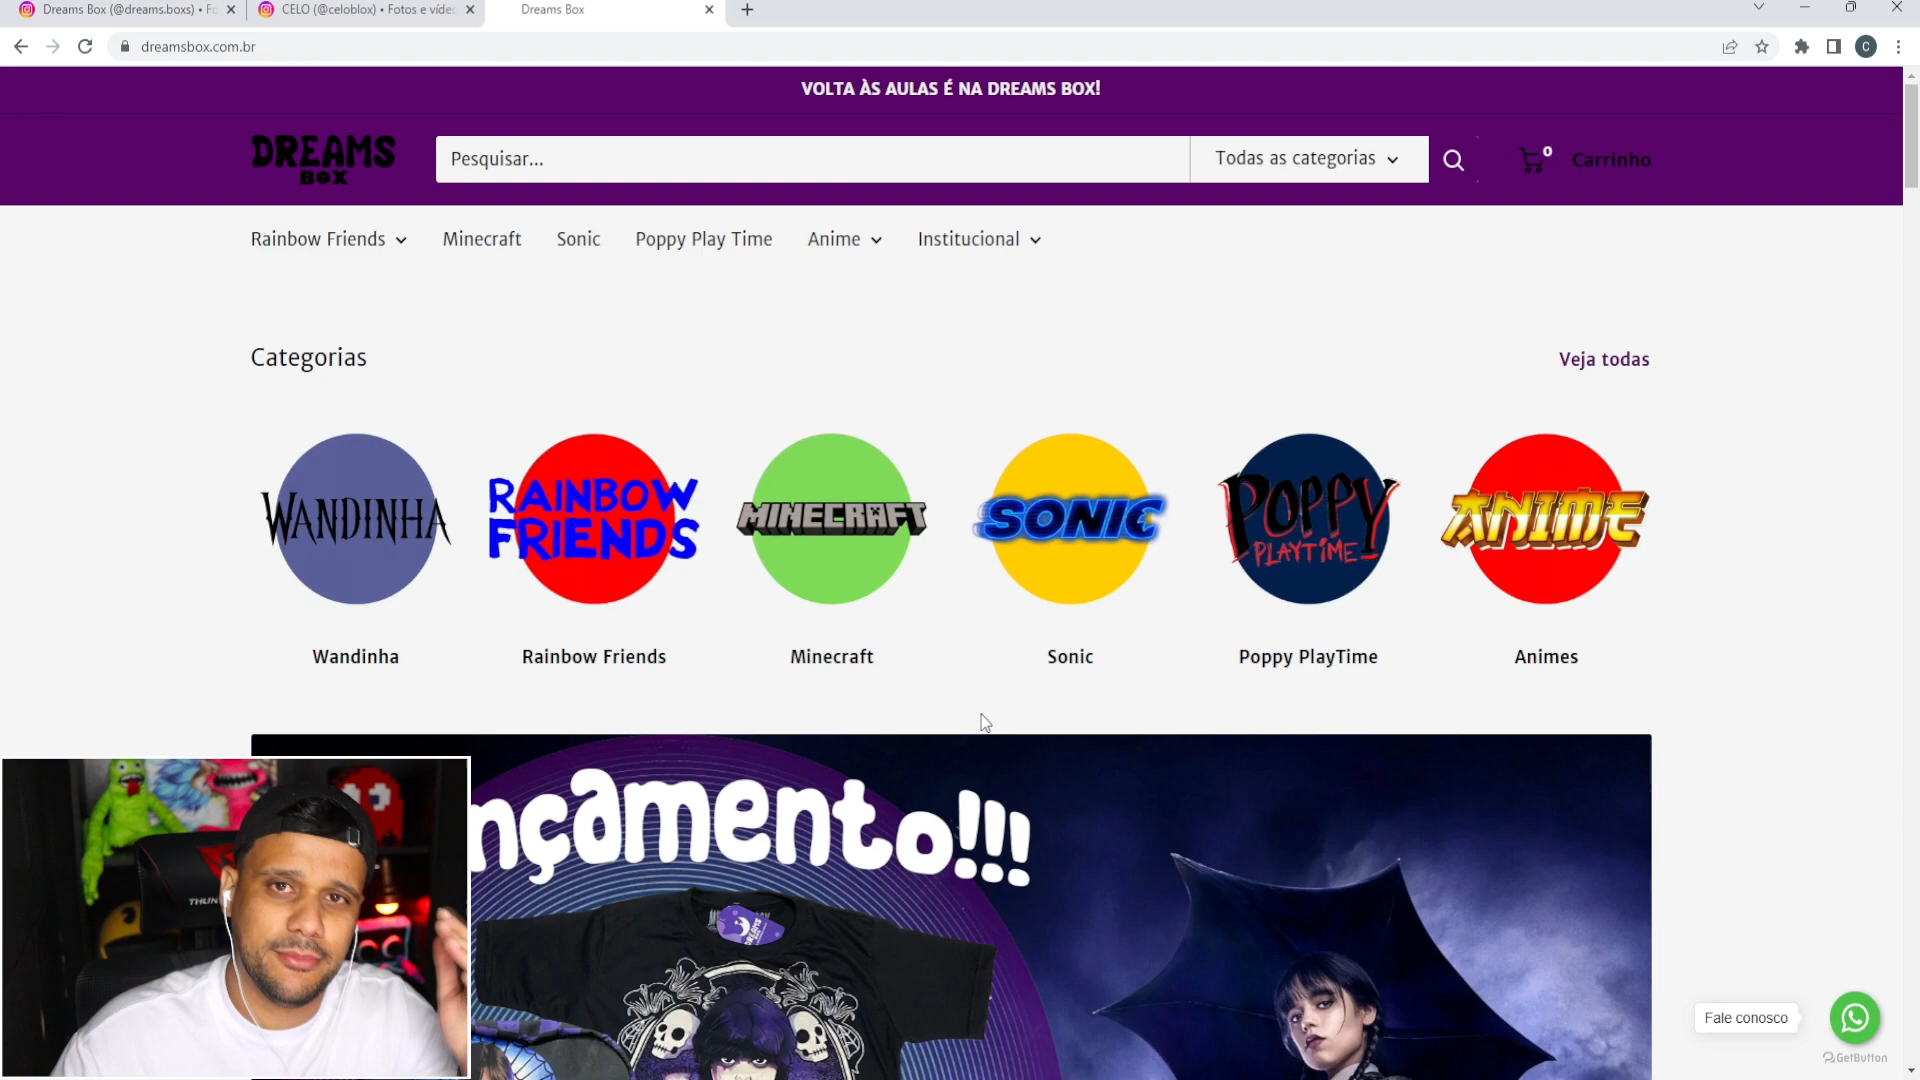 Dreams Box (@dreams.boxs) • Fo
CELO (@celoblox) • Fotos e víde
Dreams Box
dreamsbox.com.br
C
VOLTA ÀS AULAS É NA DREAMS BOX!
DREAMS
BOX
Pesquisar...
Todas as categorias
0
Carrinho
Rainbow Friends
Minecraft
Sonic
Poppy Play Time
Anime
Institucional
Categorias
Veja todas
WANDINHA
RAINBOW
FRIENDS
MINECRAFT
SONIC
POPPY
PLAYTIME
ANIME
Wandinha
Rainbow Friends
Minecraft
Sonic
Poppy PlayTime
Animes
nçamento!!!
DREAMS
THUN
Fale conosco
GetButton